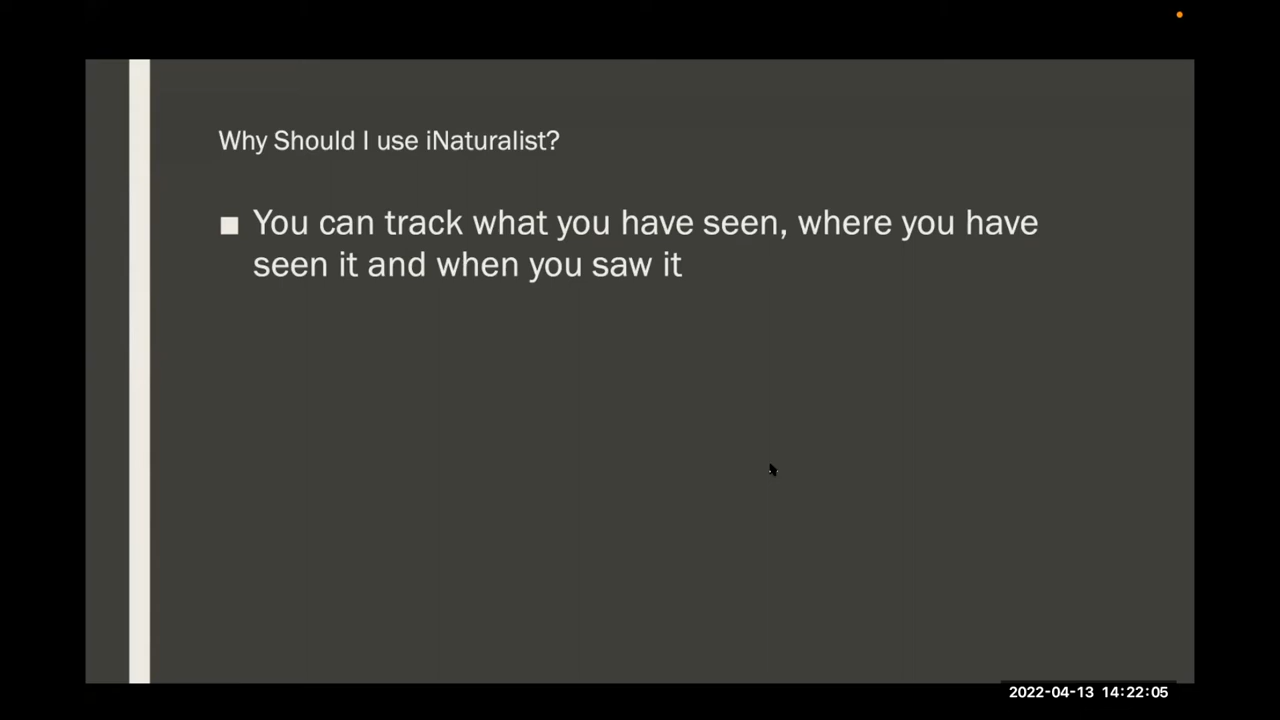 Why Should I use iNaturalist?
■ You can track what you have seen, where you have
seen it and when you saw it
2022-04-13 14:22:05